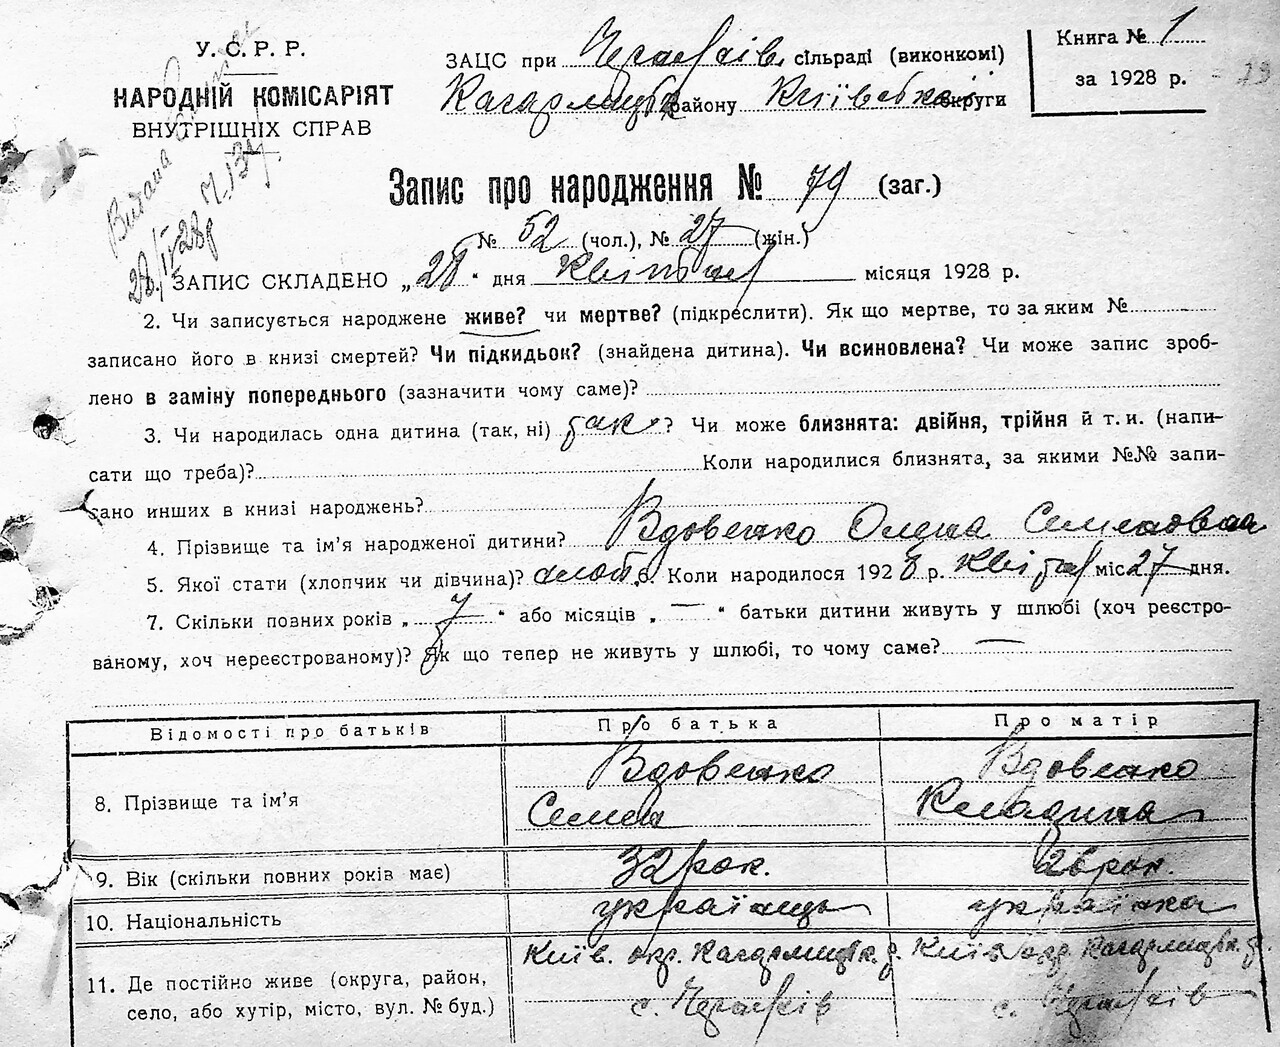 У. С. Р. Р.
НАРОДНІЙ КОМІСАРІЯТ
ВНУТРІШНІХ СПРАВ
Видана
28/IV 28 р
ЗАЦС при сільраді (виконкомі)
району Київської округи
Книга № 1
за 1928 р.
Запис про народження № 79 (заг.)
№ 52 (чол.), № 27 (жін.)
ЗАПИС СКЛАДЕНО „28“ дня Квітня місяця 1928 р.
2. Чи записується народжене живе? чи мертве? (підкреслити). Як що мертве, то за яким №
записано його в книзі смертей? Чи підкидьок? (знайдена дитина). Чи всиновлена? Чи може запис зроб-
лено в заміну попереднього (зазначити чому саме)?
3. Чи народилась одна дитина (так, ні) так? Чи може близнята: двійня, трійня й т. и. (напи-
сати що треба)? Коли народилися близнята, за якими №№ запи-
сано инших в книзі народжень?
4. Прізвище та ім'я народженої дитини? Вдовенко Олена Семеновна
5. Якої стати (хлопчик чи дівчина)? 6. Коли народилося 1928 р. Квітня міс 27 дня.
7. Скільки повних років „7“ або місяців „—“ батьки дитини живуть у шлюбі (хоч реєстро-
ваному, хоч нереєстрованому)? Як що тепер не живуть у шлюбі, то чому саме? —
Відомості про батьків Про батька Про матір
8. Прізвище та ім'я Вдовенко Семен Вдовенко
9. Вік (скільки повних років має) 32 рок. 26 рок.
10. Національність українць українка
11. Де постійно живе (округа, район, Київ. окр. Кагарлицьк. р. Київ. окр. Кагарлицьк. р.
село, або хутір, місто, вул. № буд.) с. с.